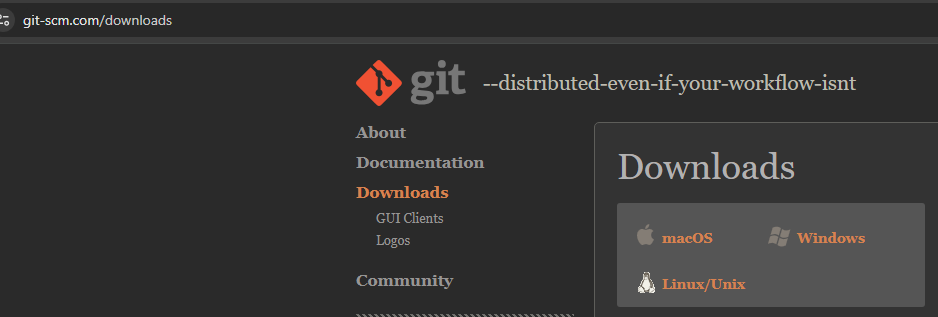 git-scm.com/downloads
git --distributed-even-if-your-workflow-isnt
About
Documentation
Downloads
GUI Clients
Logos
Community
Downloads
macOS
Windows
Linux/Unix